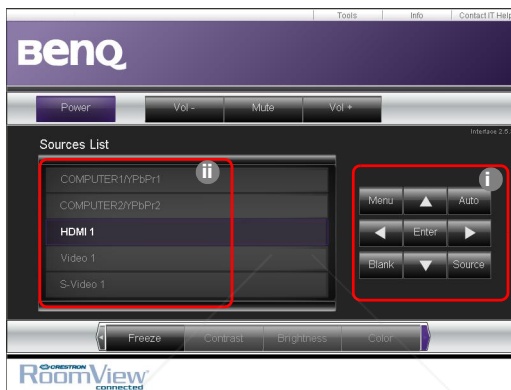 Tools Info Contact IT Help
BenQ
Power Vol - Mute Vol +
Interface 2.5.
Sources List
ii
i
COMPUTER1/YPbPr1
COMPUTER2/YPbPr2
HDMI 1
Video 1
S-Video 1
Menu Auto
Enter
Blank Source
Freeze Contrast Brightness Color
CRESTRON
RoomView
connected